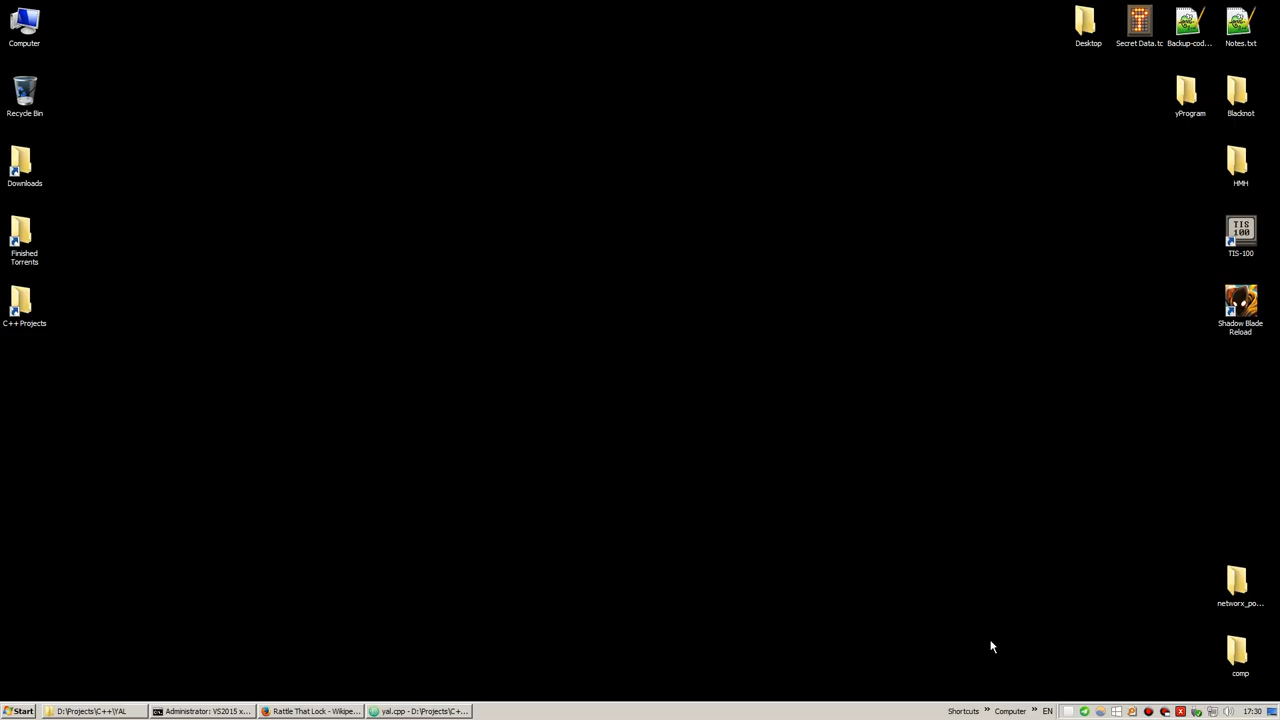 Computer
Recycle Bin
Downloads
Finished
Torrents
C++ Projects
Desktop
Secret Data.tc
Backup-cod...
Notes.txt
yProgram
Blacknot
HMH
TIS
100
TIS-100
Shadow Blade
Reload
networx_po...
comp
Start
D:\Projects\C++\YAL
Administrator: VS2015 x...
Rattle That Lock - Wikipe...
yal.cpp - D:\Projects\C+...
Shortcuts »
Computer »
EN
17:30